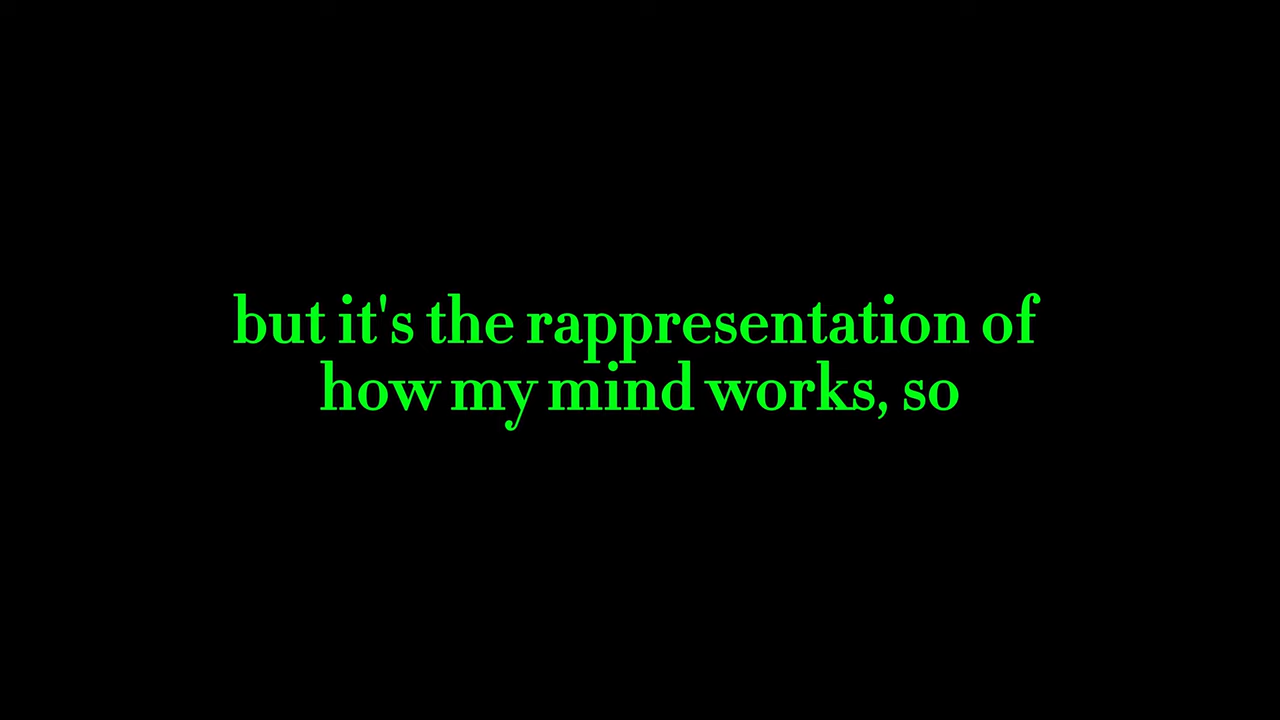 but it's the rappresentation of
how my mind works, so